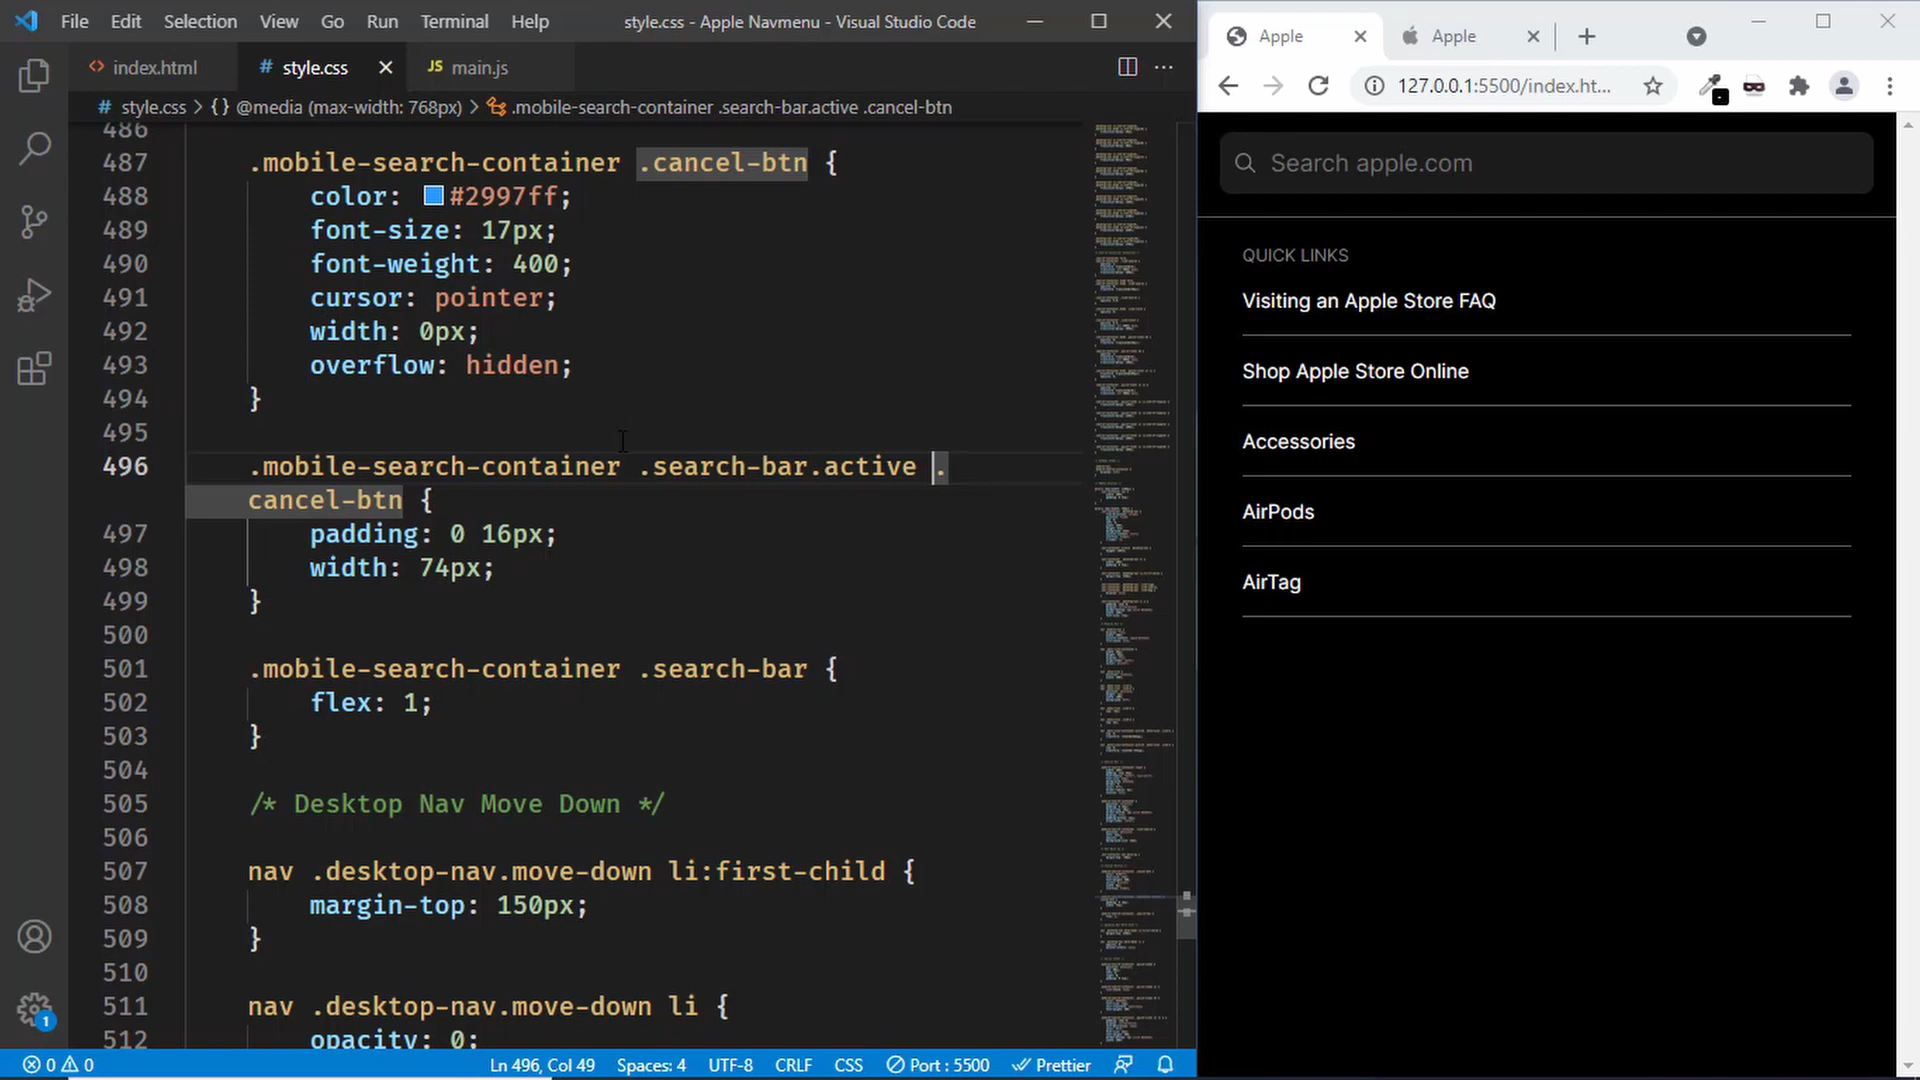 File Edit Selection View Go Run Terminal Help style.css - Apple Navmenu - Visual Studio Code
index.html # style.css JS main.js
# style.css > {} @media (max-width: 768px) > .mobile-search-container .search-bar.active .cancel-btn
486
487 .mobile-search-container .cancel-btn {
488 color: #2997ff;
489 font-size: 17px;
490 font-weight: 400;
491 cursor: pointer;
492 width: 0px;
493 overflow: hidden;
494 }
495
496 .mobile-search-container .search-bar.active .
cancel-btn {
497 padding: 0 16px;
498 width: 74px;
499 }
500
501 .mobile-search-container .search-bar {
502 flex: 1;
503 }
504
505 /* Desktop Nav Move Down */
506
507 nav .desktop-nav.move-down li:first-child {
508 margin-top: 150px;
509 }
510
511 nav .desktop-nav.move-down li {
512 opacity: 0;
1
0 0 Ln 496, Col 49 Spaces: 4 UTF-8 CRLF CSS Port : 5500 Prettier
Apple Apple
127.0.0.1:5500/index.ht...
Search apple.com
QUICK LINKS
Visiting an Apple Store FAQ
Shop Apple Store Online
Accessories
AirPods
AirTag